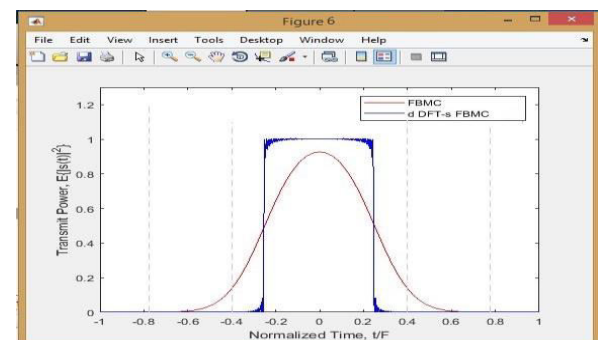 Figure 6
File Edit View Insert Tools Desktop Window Help
FBMC
d DFT-s FBMC
Transmit Power, E{|s(t)|²}
1.2
1
0.8
0.6
0.4
0.2
0
-1 -0.8 -0.6 -0.4 -0.2 0 0.2 0.4 0.6 0.8 1
Normalized Time, t/F